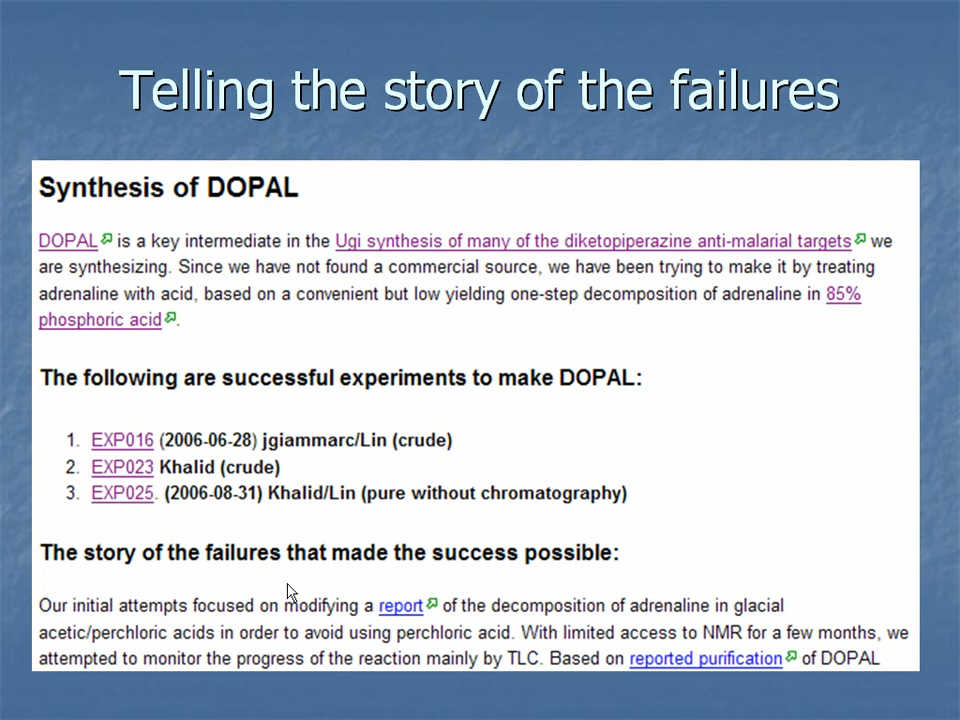 Telling the story of the failures
Synthesis of DOPAL
DOPAL is a key intermediate in the Ugi synthesis of many of the diketopiperazine anti-malarial targets we
are synthesizing. Since we have not found a commercial source, we have been trying to make it by treating
adrenaline with acid, based on a convenient but low yielding one-step decomposition of adrenaline in 85%
phosphoric acid.
The following are successful experiments to make DOPAL:
1. EXP016 (2006-06-28) jgiammarc/Lin (crude)
2. EXP023 Khalid (crude)
3. EXP025. (2006-08-31) Khalid/Lin (pure without chromatography)
The story of the failures that made the success possible:
Our initial attempts focused on modifying a report of the decomposition of adrenaline in glacial
acetic/perchloric acids in order to avoid using perchloric acid. With limited access to NMR for a few months, we
attempted to monitor the progress of the reaction mainly by TLC. Based on reported purification of DOPAL